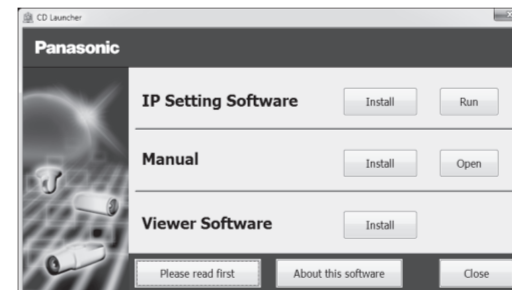 CD Launcher
Panasonic
IP Setting Software Install Run
Manual Install Open
Viewer Software Install
Please read first About this software Close